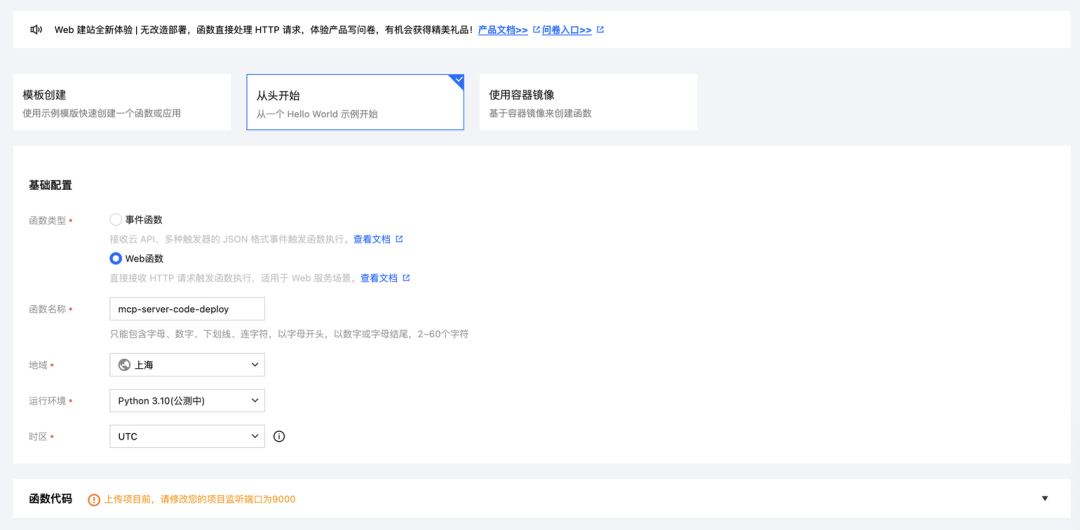 Web 建站全新体验 | 无改造部署，函数直接处理 HTTP 请求，体验产品写问卷，有机会获得精美礼品！ 产品文档>> 问卷入口>>
模板创建
使用示例模版快速创建一个函数或应用
从头开始
从一个 Hello World 示例开始
使用容器镜像
基于容器镜像来创建函数
基础配置
函数类型 *
事件函数
接收云 API、多种触发器的 JSON 格式事件触发函数执行。查看文档
Web函数
直接接收 HTTP 请求触发函数执行，适用于 Web 服务场景。查看文档
函数名称 * mcp-server-code-deploy
只能包含字母、数字、下划线、连字符，以字母开头，以数字或字母结尾，2~60个字符
地域 * 上海
运行环境 * Python 3.10(公测中)
时区 * UTC
函数代码 上传项目前，请修改您的项目监听端口为9000